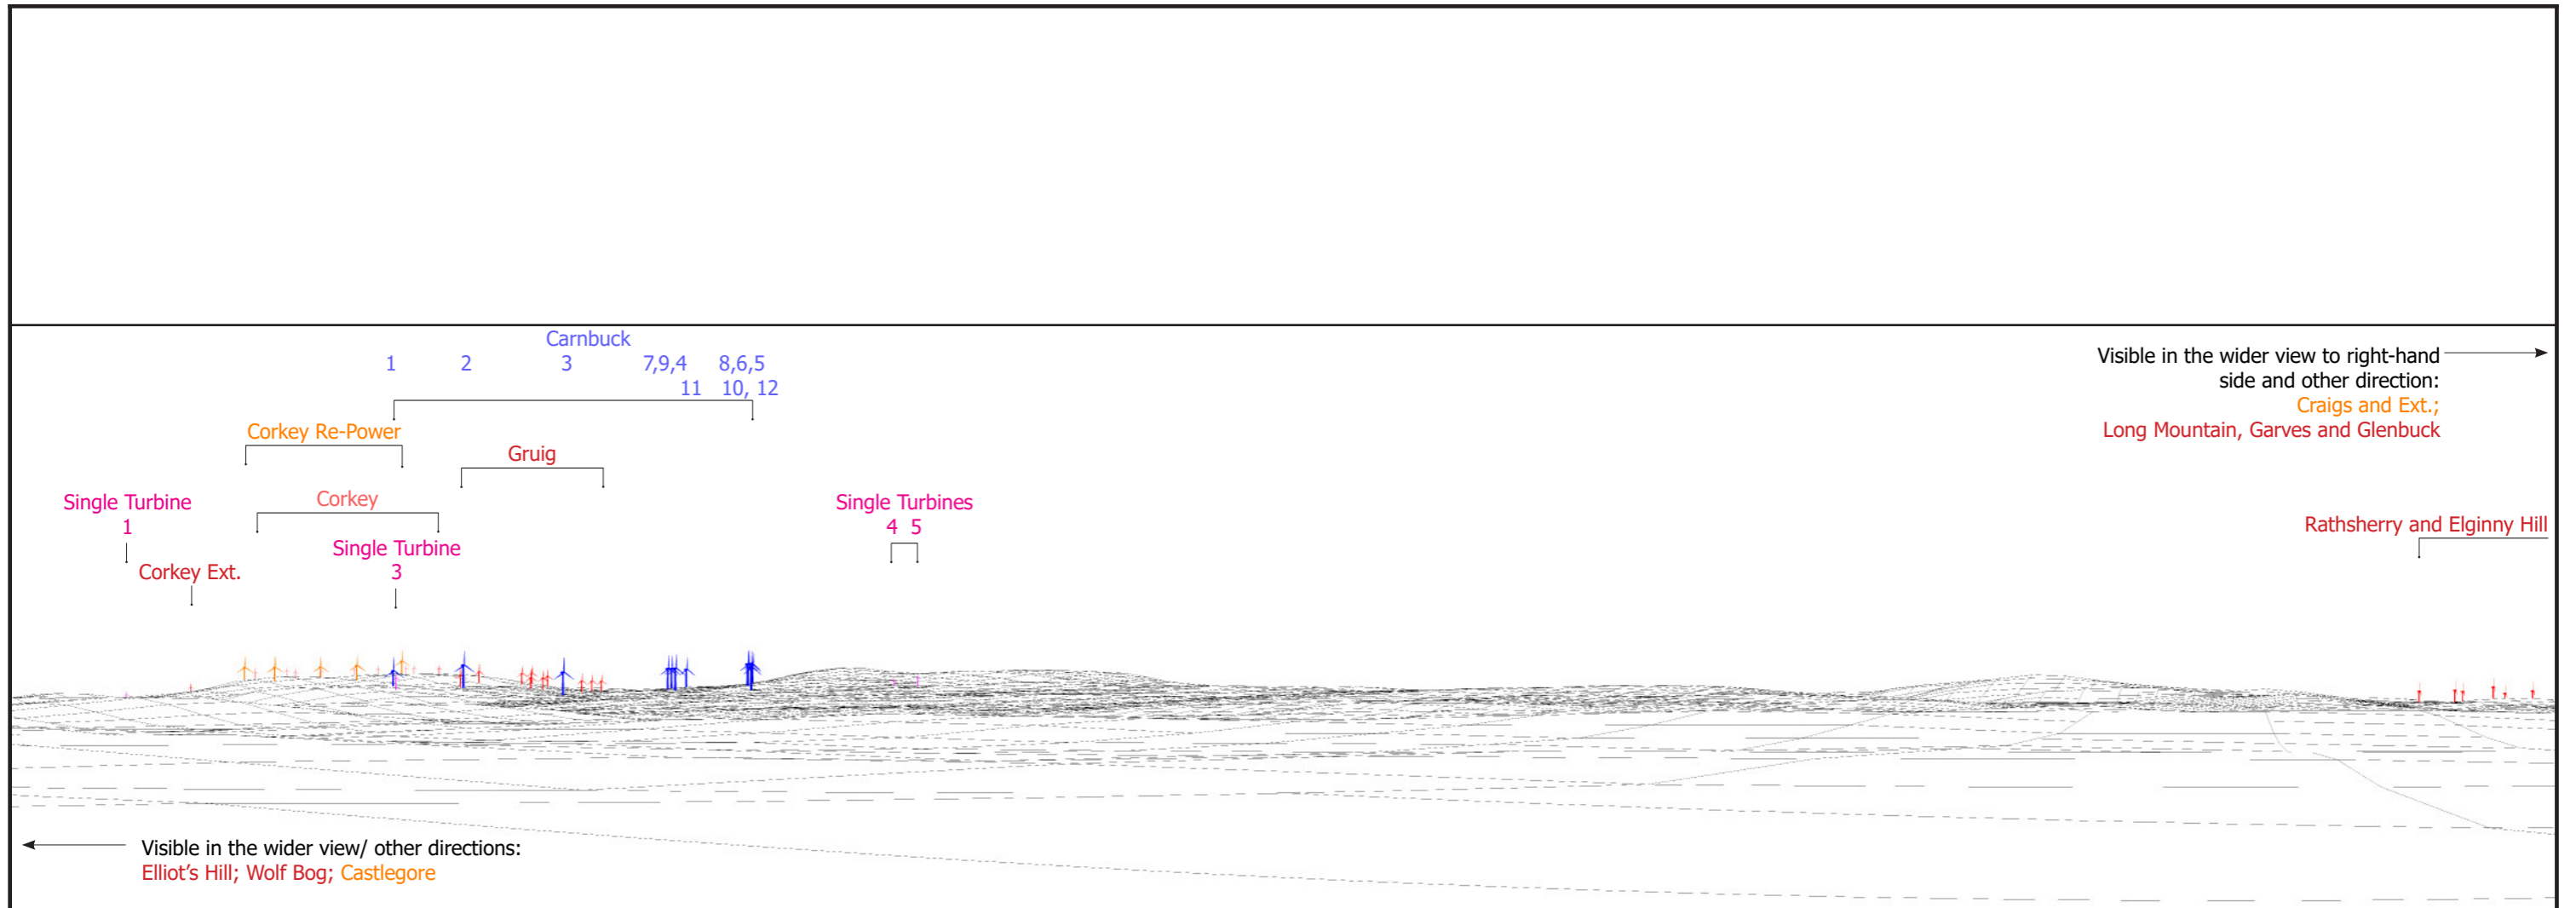 Carnbuck
1 2 3 7,9,4 8,6,5
11 10, 12
Visible in the wider view to right-hand
side and other direction:
Craigs and Ext.;
Long Mountain, Garves and Glenbuck
Corkey Re-Power
Gruig
Corkey
Single Turbine
1
Single Turbines
4 5
Rathsherry and Elginny Hill
Single Turbine
3
Corkey Ext.
Visible in the wider view/ other directions:
Elliot's Hill; Wolf Bog; Castlegore